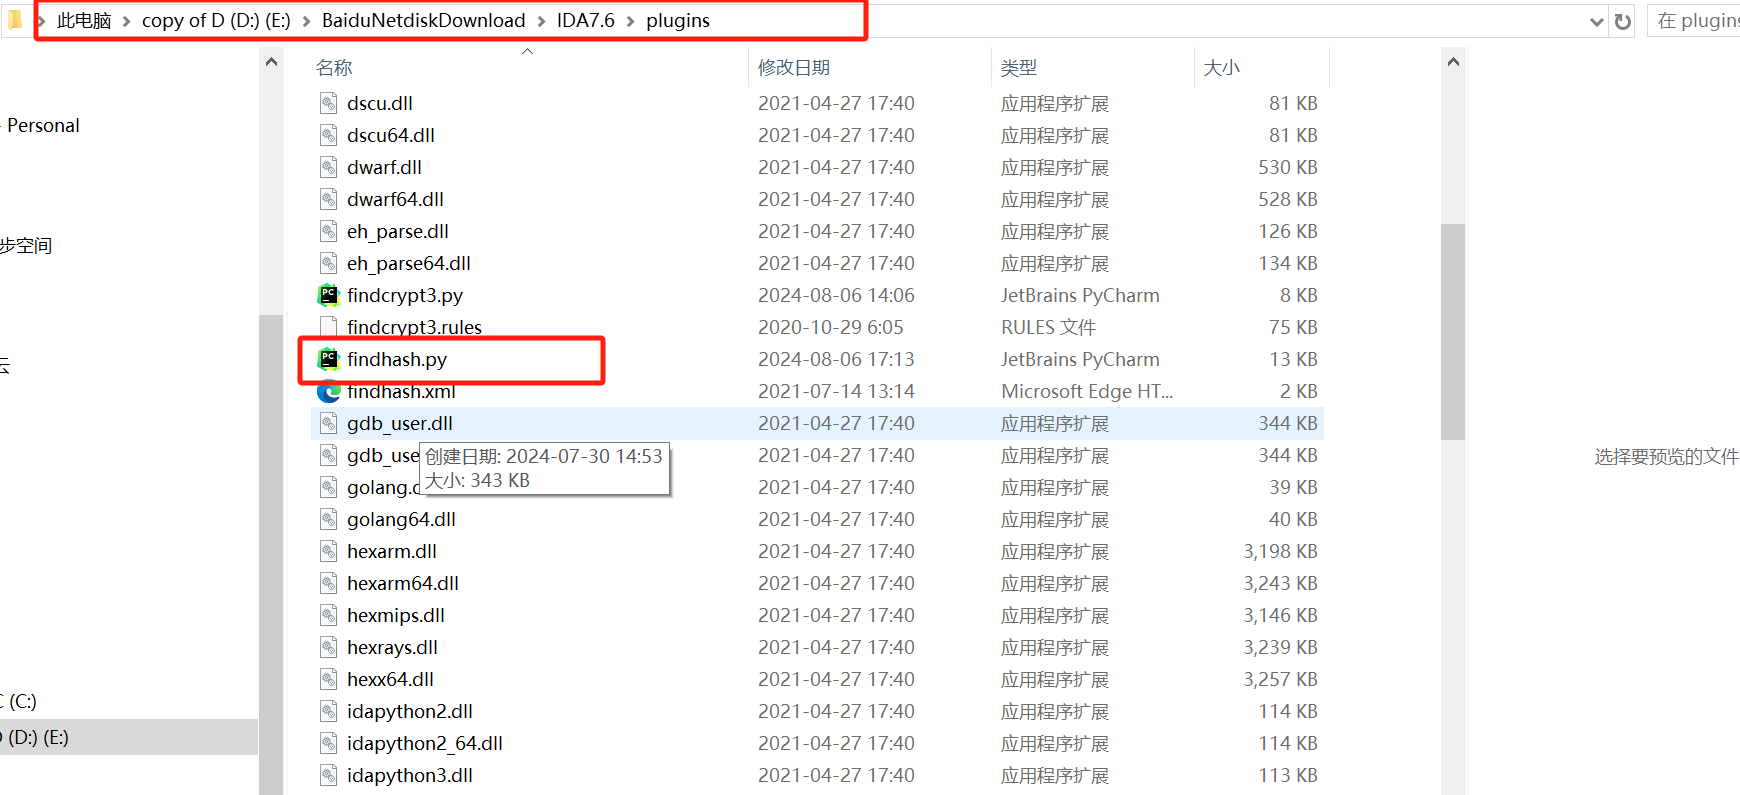 此电脑 > copy of D (D:) (E:) > BaiduNetdiskDownload > IDA7.6 > plugins
在 plugins
名称 修改日期 类型 大小
dscu.dll 2021-04-27 17:40 应用程序扩展 81 KB
Personal
dscu64.dll 2021-04-27 17:40 应用程序扩展 81 KB
dwarf.dll 2021-04-27 17:40 应用程序扩展 530 KB
dwarf64.dll 2021-04-27 17:40 应用程序扩展 528 KB
eh_parse.dll 2021-04-27 17:40 应用程序扩展 126 KB
步空间
eh_parse64.dll 2021-04-27 17:40 应用程序扩展 134 KB
findcrypt3.py 2024-08-06 14:06 JetBrains PyCharm 8 KB
findcrypt3.rules 2020-10-29 6:05 RULES 文件 75 KB
findhash.py 2024-08-06 17:13 JetBrains PyCharm 13 KB
云
findhash.xml 2021-07-14 13:14 Microsoft Edge HT... 2 KB
gdb_user.dll 2021-04-27 17:40 应用程序扩展 344 KB
gdb_use 2021-04-27 17:40 应用程序扩展 344 KB
创建日期: 2024-07-30 14:53
大小: 343 KB
选择要预览的文件
golang. 2021-04-27 17:40 应用程序扩展 39 KB
golang64.dll 2021-04-27 17:40 应用程序扩展 40 KB
hexarm.dll 2021-04-27 17:40 应用程序扩展 3,198 KB
hexarm64.dll 2021-04-27 17:40 应用程序扩展 3,243 KB
hexmips.dll 2021-04-27 17:40 应用程序扩展 3,146 KB
hexrays.dll 2021-04-27 17:40 应用程序扩展 3,239 KB
hexx64.dll 2021-04-27 17:40 应用程序扩展 3,257 KB
C (C:)
idapython2.dll 2021-04-27 17:40 应用程序扩展 114 KB
D (D:) (E:)
idapython2_64.dll 2021-04-27 17:40 应用程序扩展 114 KB
idapython3.dll 2021-04-27 17:40 应用程序扩展 113 KB